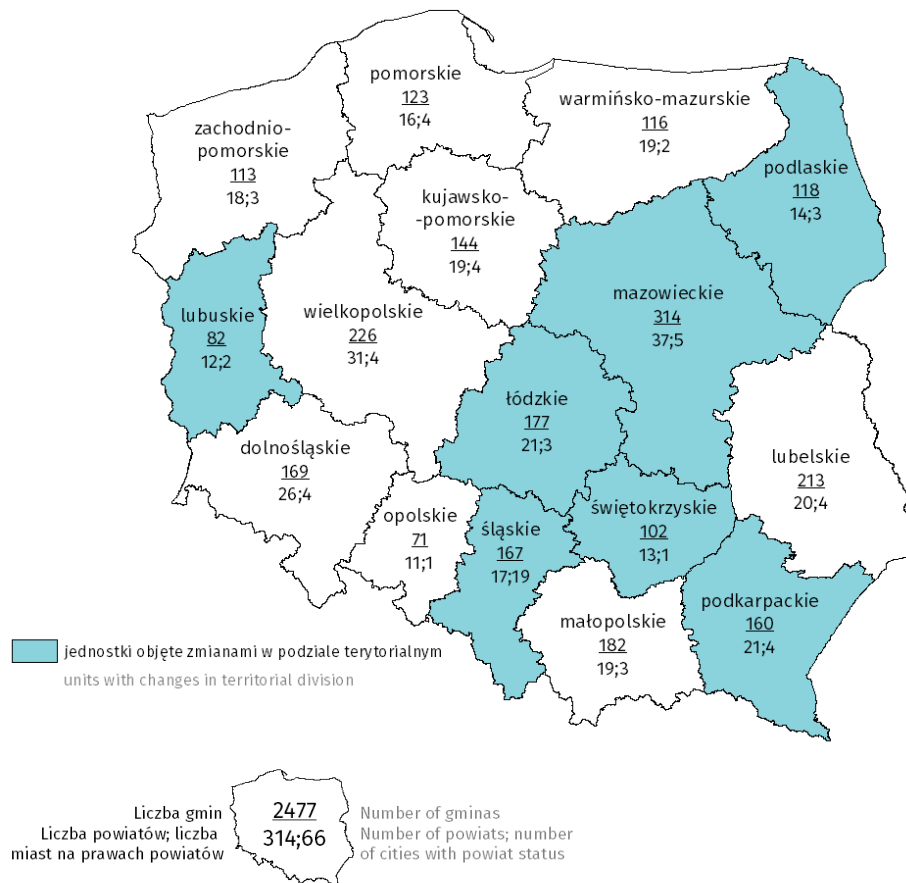 pomorskie
123
16;4
warmińsko-mazurskie
116
19;2
zachodnio-
pomorskie
113
18;3
podlaskie
118
14;3
kujawsko-
-pomorskie
144
19;4
mazowieckie
314
37;5
lubuskie
82
12;2
wielkopolskie
226
31;4
łódzkie
177
21;3
dolnośląskie
169
26;4
lubelskie
213
20;4
opolskie
71
11;1
śląskie
167
17;19
świętokrzyskie
102
13;1
podkarpackie
160
21;4
małopolskie
182
19;3
jednostki objęte zmianami w podziale terytorialnym
units with changes in territorial division
Liczba gmin
Liczba powiatów; liczba
miast na prawach powiatów
2477
314;66
Number of gminas
Number of powiats; number
of cities with powiat status